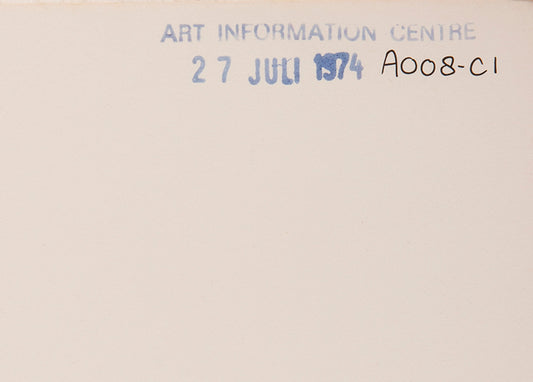 ART INFORMATION CENTRE
27 JULI 1974 A008-C1